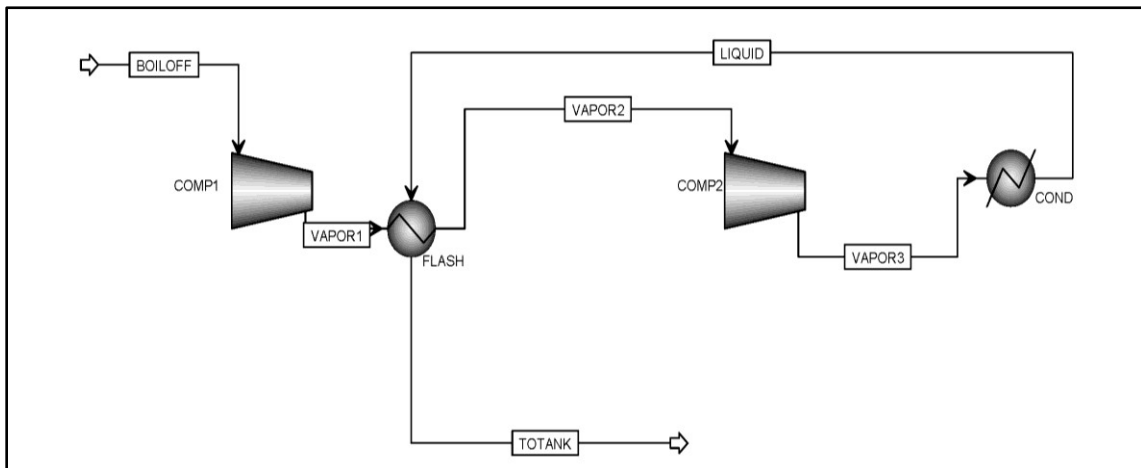 BOILOFF
LIQUID
VAPOR2
COMP1
COMP2
COND
VAPOR1
FLASH
VAPOR3
TOTANK